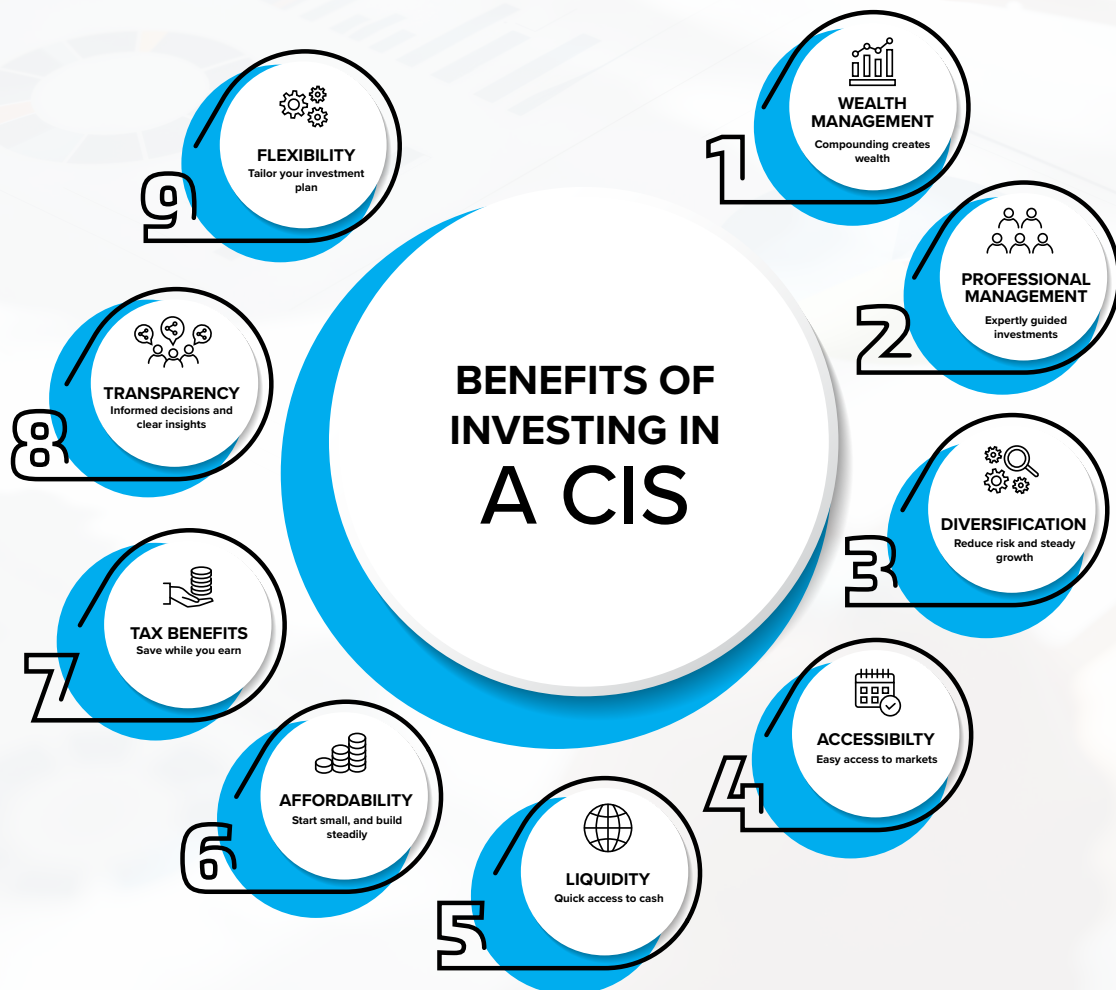 BENEFITS OF
INVESTING IN
A CIS
1
WEALTH
MANAGEMENT
Compounding creates
wealth
2
PROFESSIONAL
MANAGEMENT
Expertly guided
investments
3
DIVERSIFICATION
Reduce risk and steady
growth
4
ACCESSIBILTY
Easy access to markets
5
LIQUIDITY
Quick access to cash
6
AFFORDABILITY
Start small, and build
steadily
7
TAX BENEFITS
Save while you earn
8
TRANSPARENCY
Informed decisions and
clear insights
9
FLEXIBILITY
Tailor your investment
plan